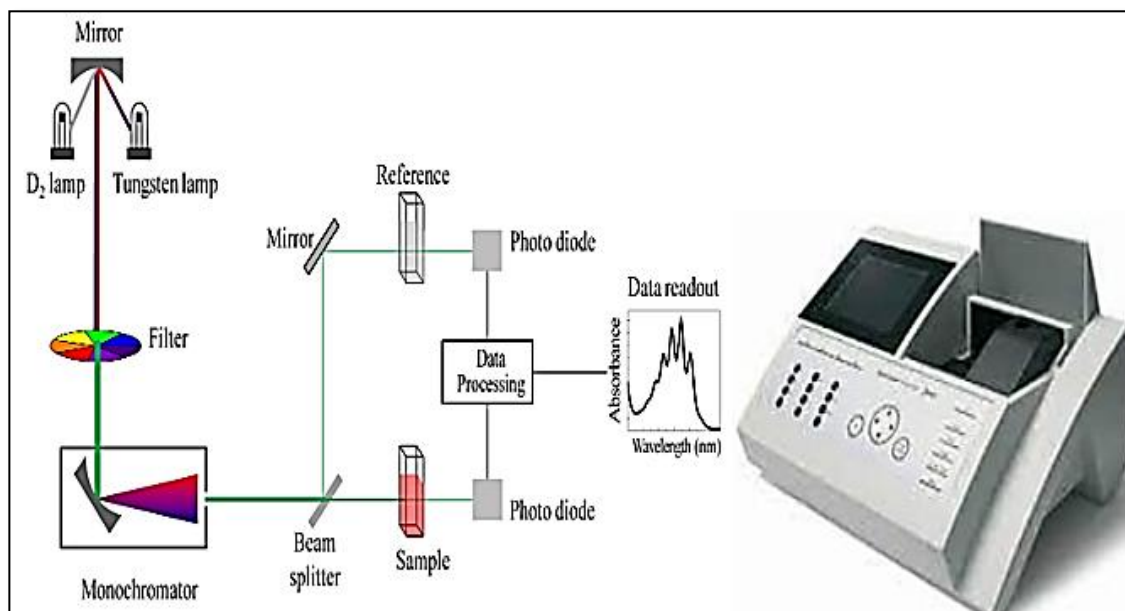 Mirror
D₂ lamp
Tungsten lamp
Filter
Monochromator
Beam
splitter
Mirror
Reference
Sample
Photo diode
Photo diode
Data
Processing
Data readout
Absorbance
Wavelength (nm)